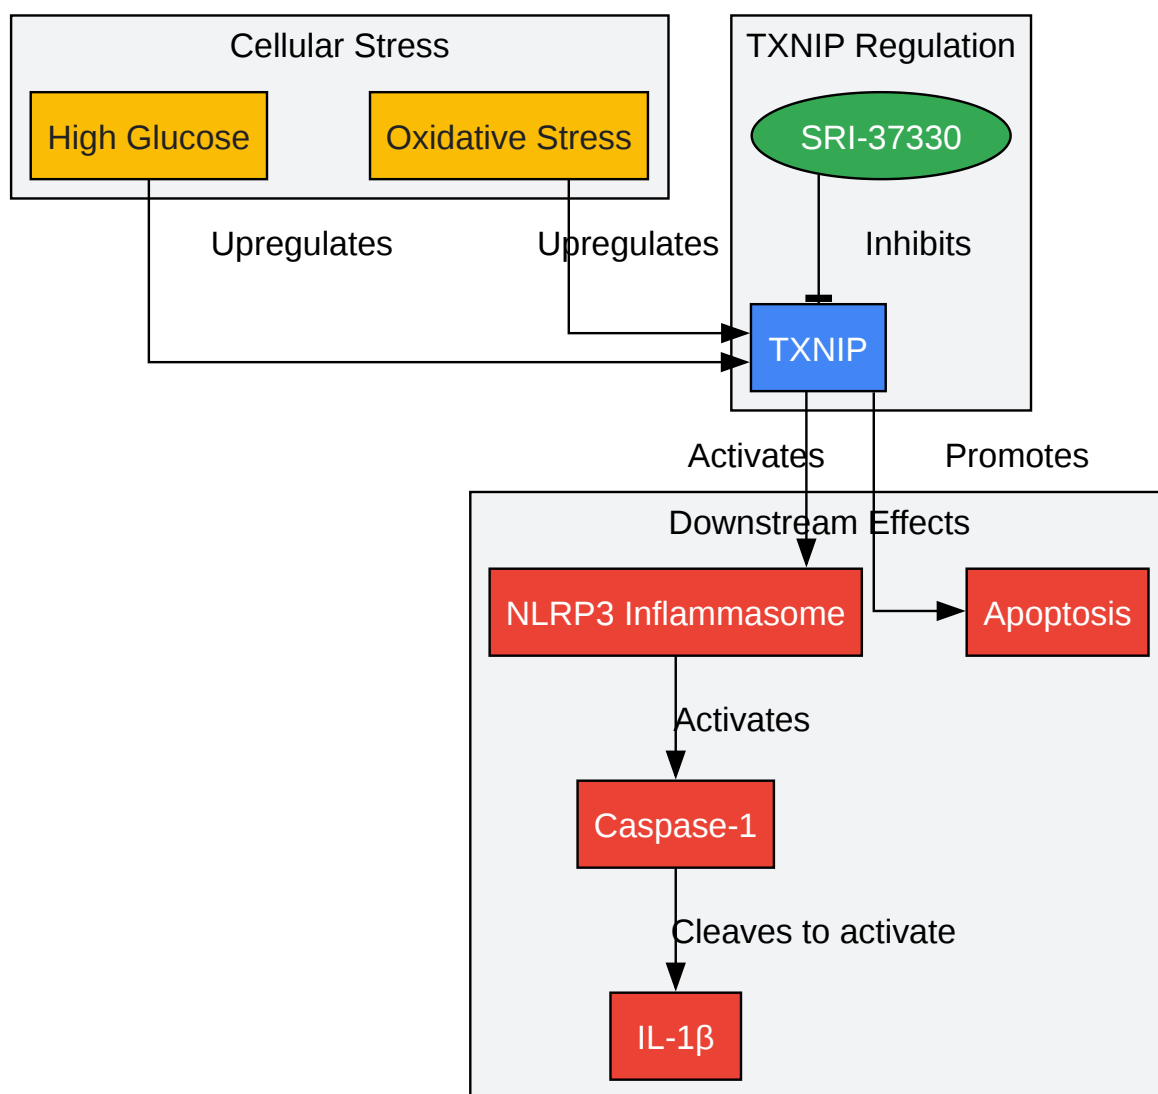 Cellular Stress
TXNIP Regulation
High Glucose
Oxidative Stress
SRI-37330
Upregulates
Upregulates
Inhibits
TXNIP
Activates
Promotes
Downstream Effects
NLRP3 Inflammasome
Apoptosis
Activates
Caspase-1
Cleaves to activate
IL-1β